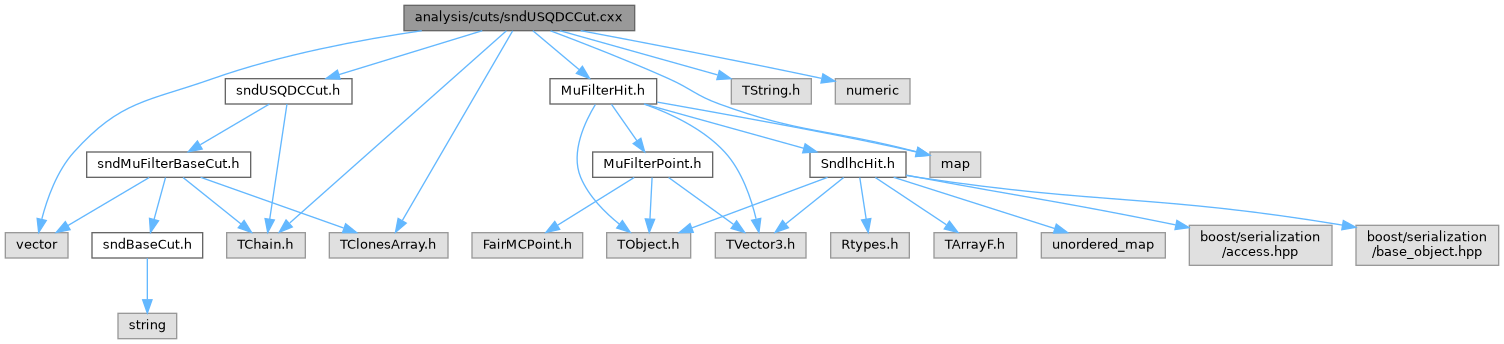 analysis/cuts/sndUSQDCCut.cxx
sndUSQDCCut.h
MuFilterHit.h
TString.h
numeric
sndMuFilterBaseCut.h
MuFilterPoint.h
SndlhcHit.h
map
vector
sndBaseCut.h
TChain.h
TClonesArray.h
FairMCPoint.h
TObject.h
TVector3.h
Rtypes.h
TArrayF.h
unordered_map
boost/serialization
/access.hpp
boost/serialization
/base_object.hpp
string